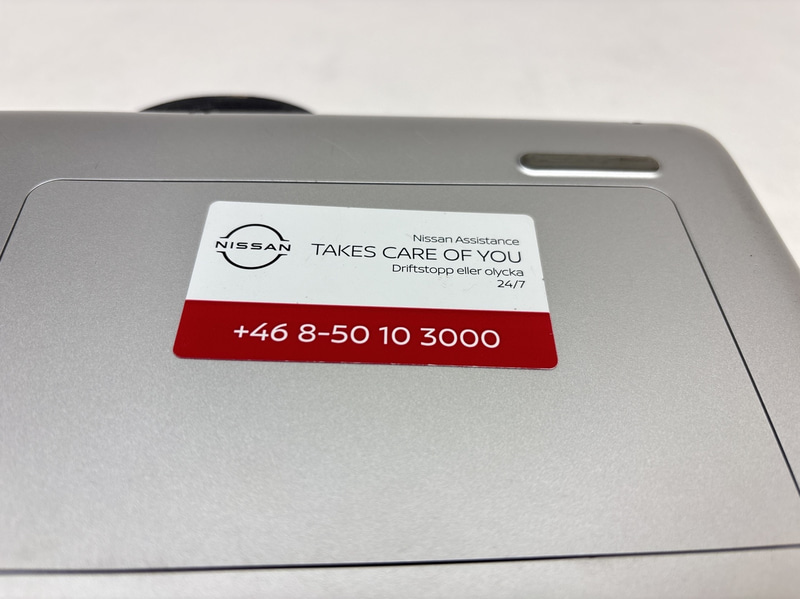 NISSAN
Nissan Assistance
TAKES CARE OF YOU
Driftstopp eller olycka
24/7
+46 8-50 10 3000